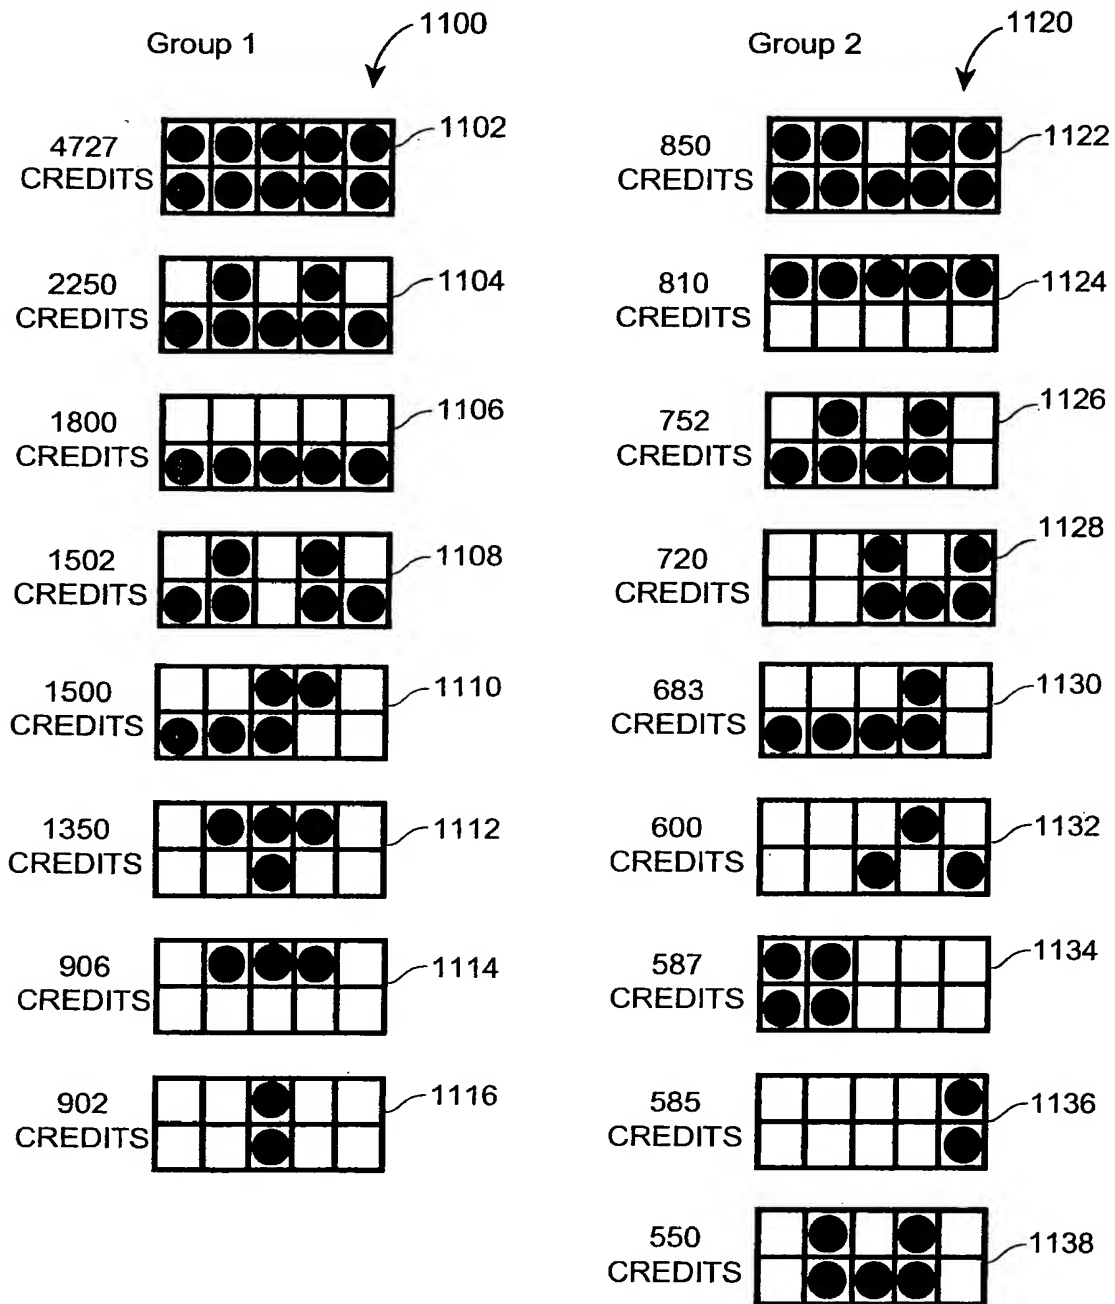 Group 1
1100
4727
CREDITS
1102
2250
CREDITS
1104
1800
CREDITS
1106
1502
CREDITS
1108
1500
CREDITS
1110
1350
CREDITS
1112
906
CREDITS
1114
902
CREDITS
1116
Group 2
1120
850
CREDITS
1122
810
CREDITS
1124
752
CREDITS
1126
720
CREDITS
1128
683
CREDITS
1130
600
CREDITS
1132
587
CREDITS
1134
585
CREDITS
1136
550
CREDITS
1138